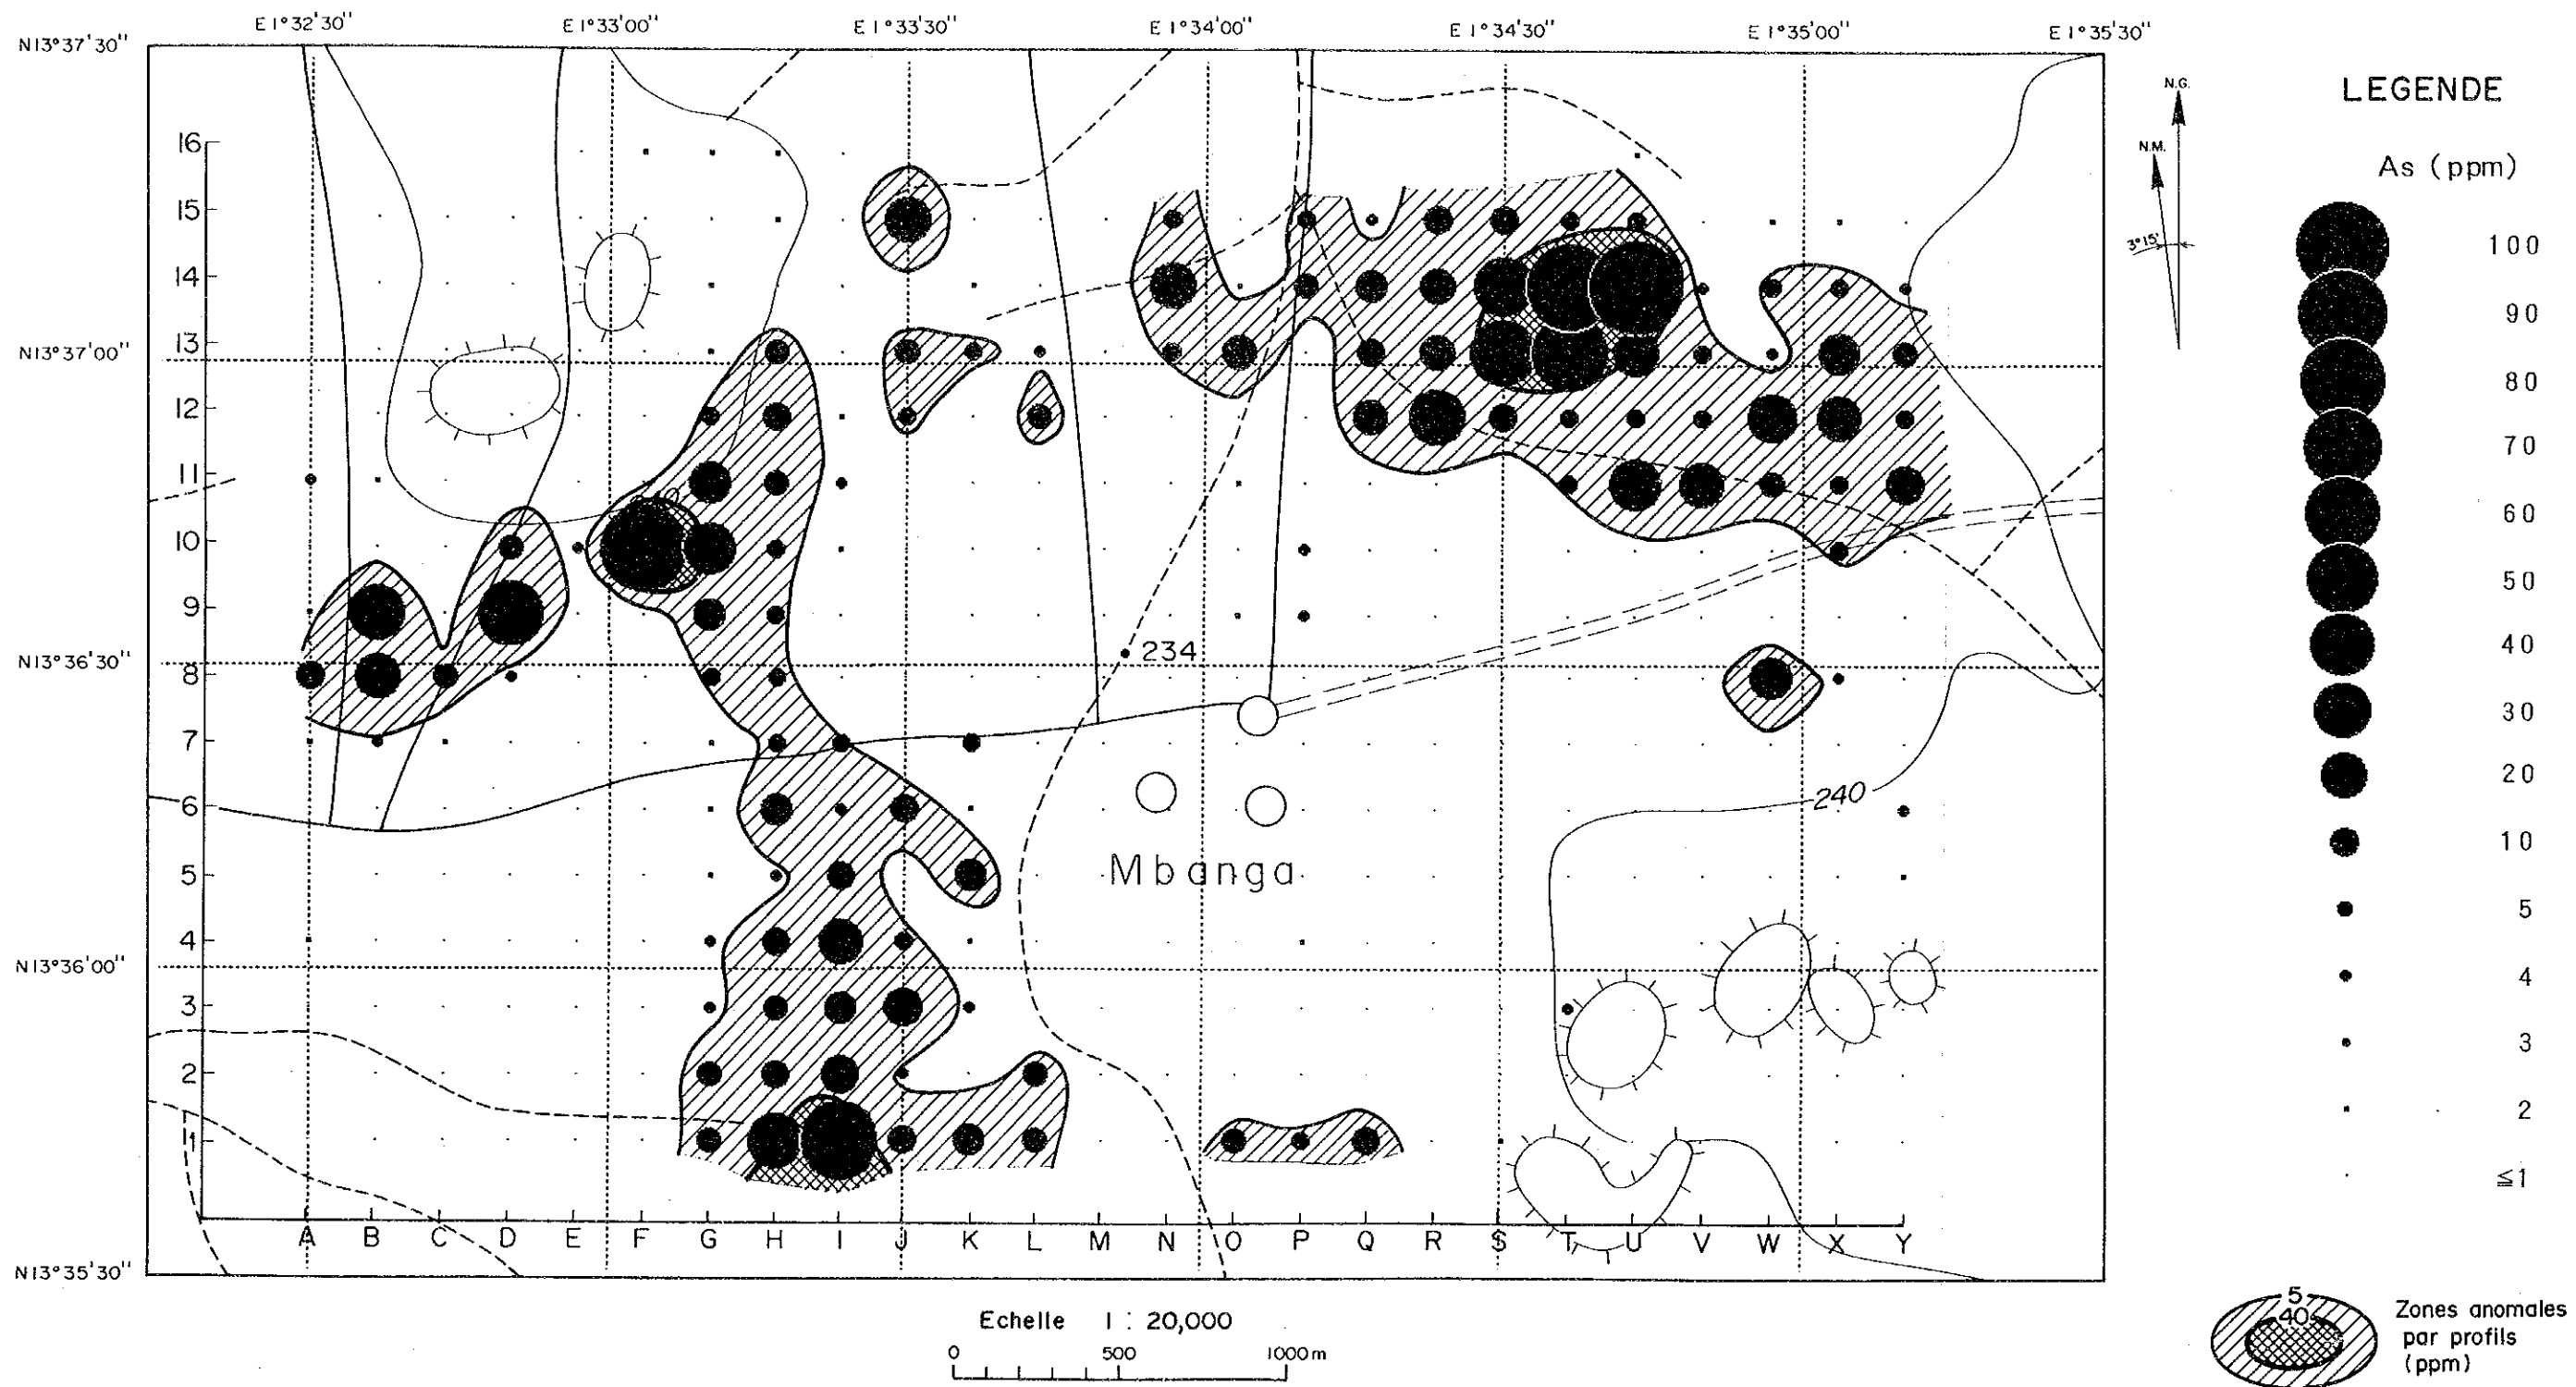 E 1°32'30" E 1°33'00" E 1°33'30" E 1°34'00" E 1°34'30" E 1°35'00" E 1°35'30"
N13°37'30"
N13°37'00"
N13°36'30"
N13°36'00"
N13°35'30"
16
15
14
13
12
11
10
9
8
7
6
5
4
3
2
1
A B C D E F G H I J K L M N O P Q R S T U V W X Y
234
240
Mbanga
N.G.
N.M.
3°15'
LEGENDE
As (ppm)
100
90
80
70
60
50
40
30
20
10
5
4
3
2
≦1
Echelle 1 : 20,000
0 500 1000m
5
40
Zones anomales
par profils
(ppm)